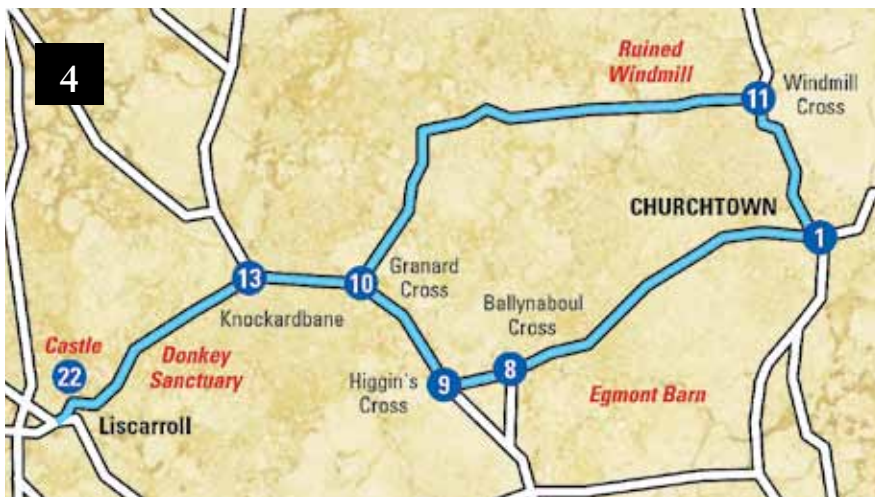 4
Ruined
Windmill
11
Windmill
Cross
CHURCHTOWN
1
13
10
Granard
Cross
Knockardbane
Ballynaboul
Cross
Castle
22
Donkey
Sanctuary
Higgin's
Cross
9
8
Egmont Barn
Liscarroll